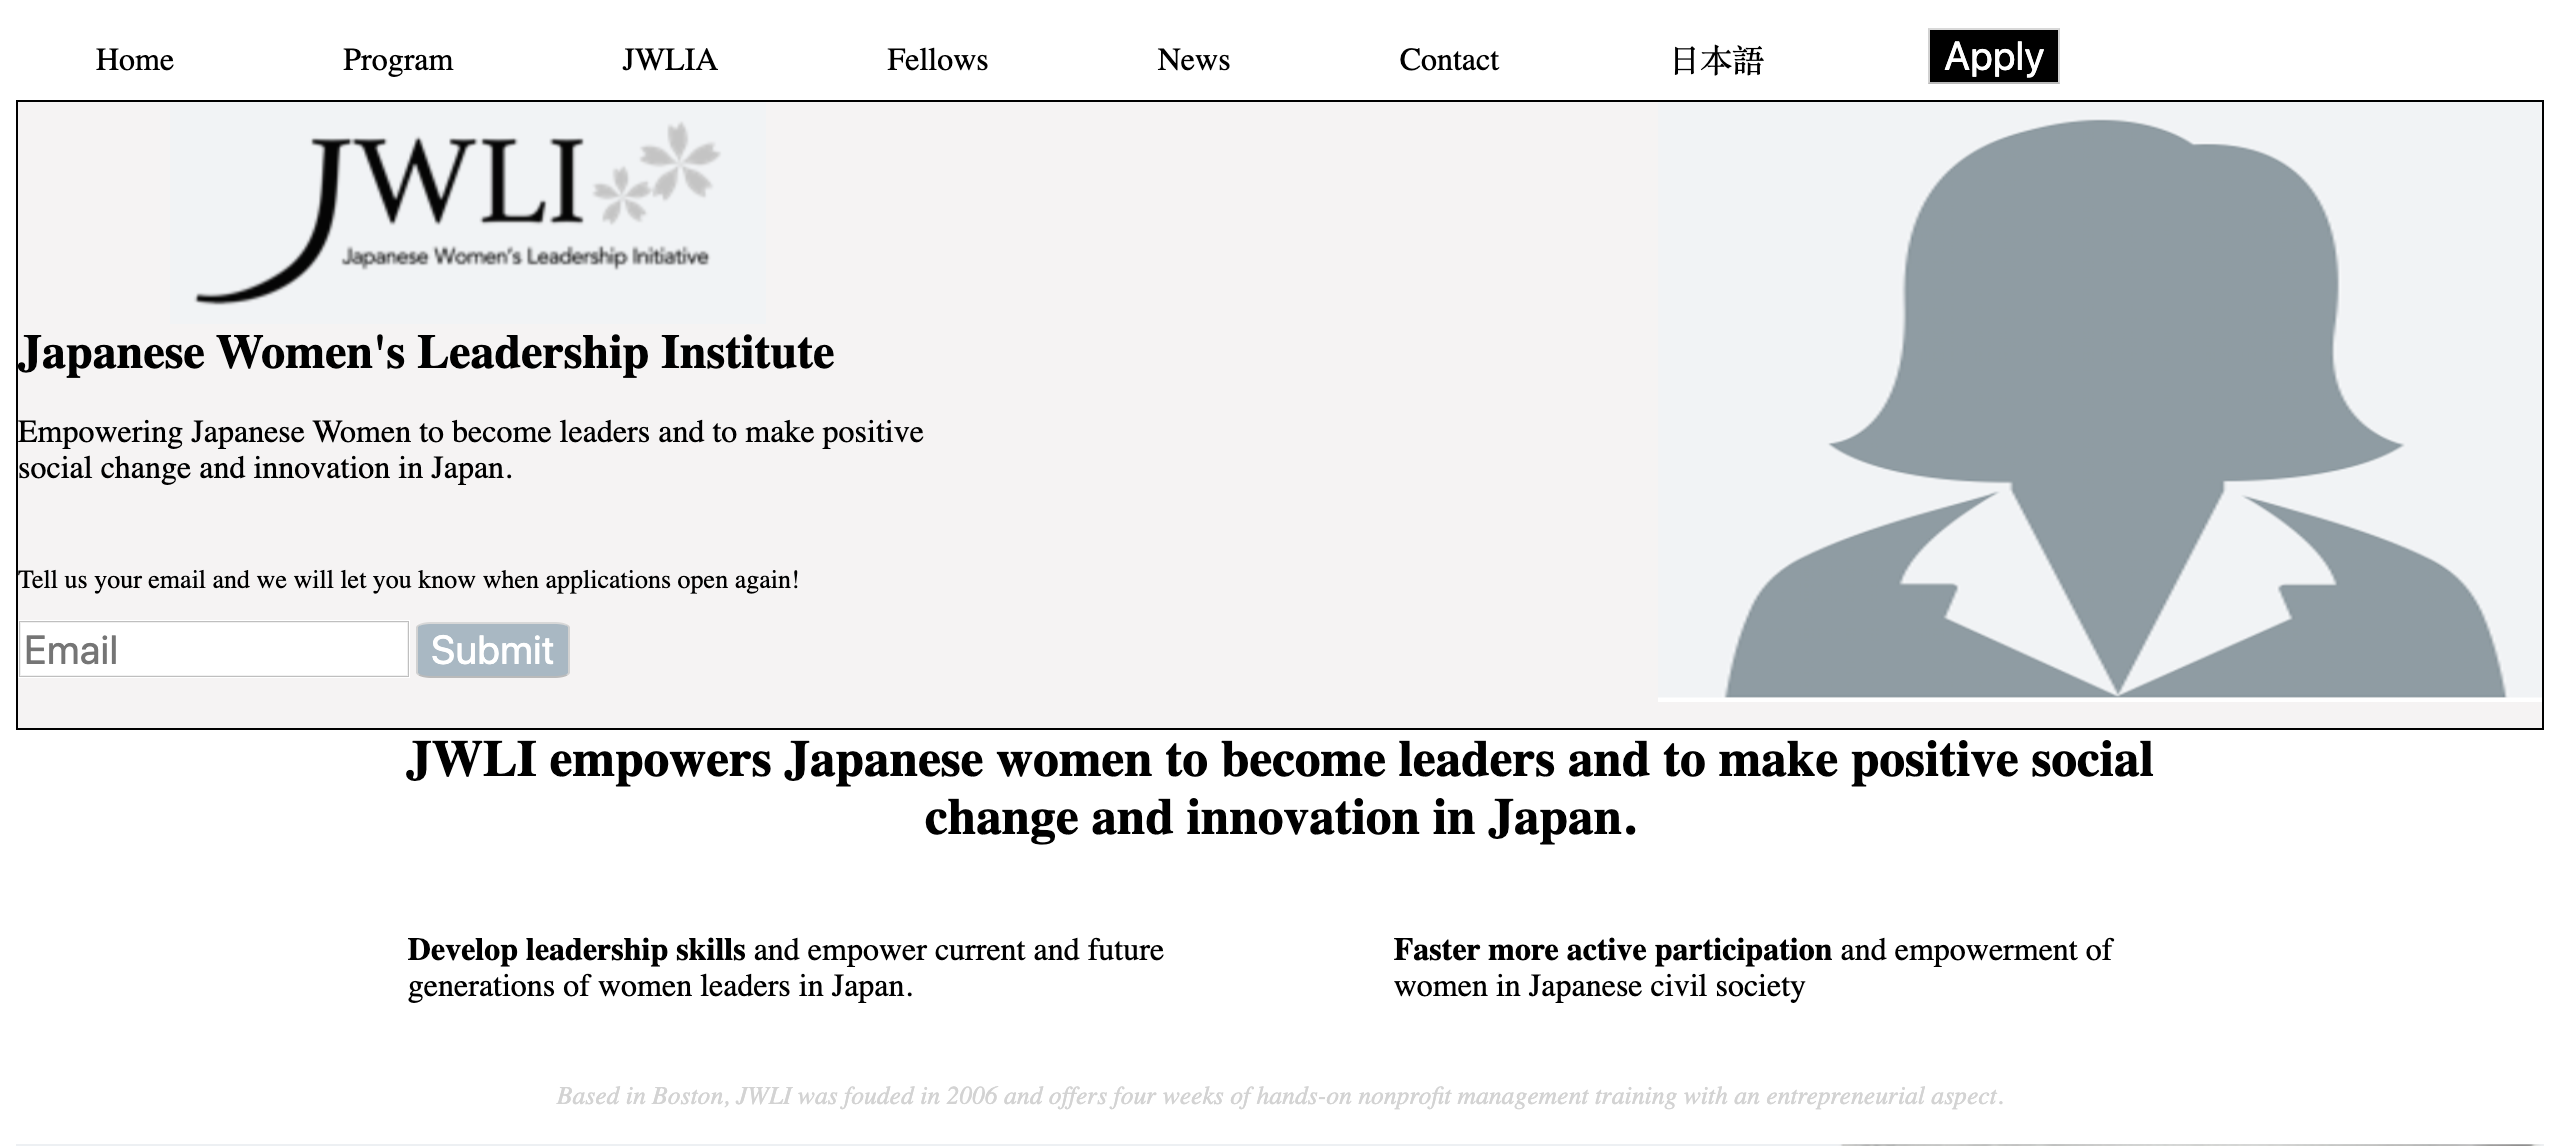 Home Program JWLIA Fellows News Contact 日本語 Apply
JWLI
Japanese Women's Leadership Initiative
Japanese Women's Leadership Institute
Empowering Japanese Women to become leaders and to make positive
social change and innovation in Japan.
Tell us your email and we will let you know when applications open again!
Email Submit
JWLI empowers Japanese women to become leaders and to make positive social
change and innovation in Japan.
Develop leadership skills and empower current and future
generations of women leaders in Japan.
Faster more active participation and empowerment of
women in Japanese civil society
Based in Boston, JWLI was fouded in 2006 and offers four weeks of hands-on nonprofit management training with an entrepreneurial aspect.